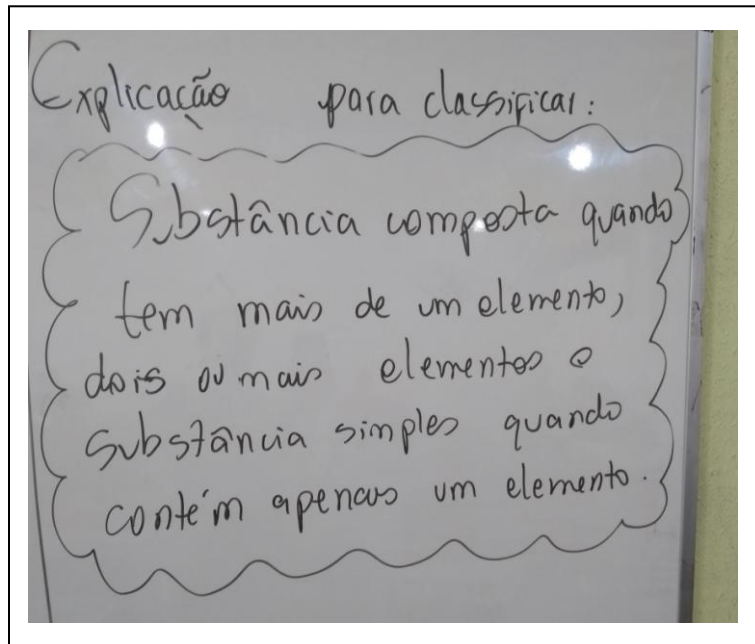 Explicação para classificar:
Substância composta quando
tem mais de um elemento,
dois ou mais elementos e
substância simples quando
contém apenas um elemento.